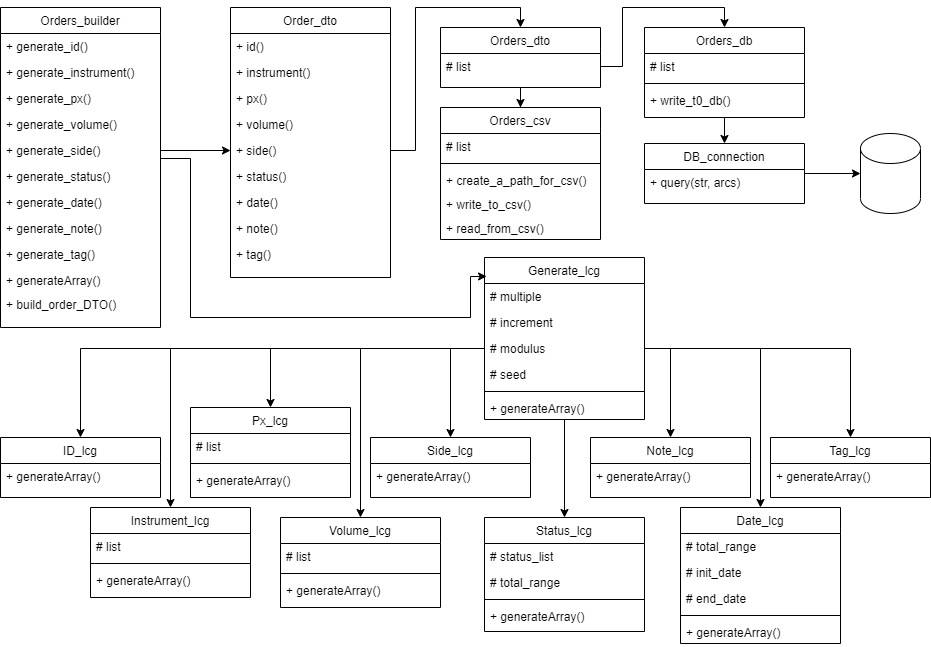 Orders_builder
+ generate_id()
+ generate_instrument()
+ generate_px()
+ generate_volume()
+ generate_side()
+ generate_status()
+ generate_date()
+ generate_note()
+ generate_tag()
+ generateArray()
+ build_order_DTO()
Order_dto
+ id()
+ instrument()
+ px()
+ volume()
+ side()
+ status()
+ date()
+ note()
+ tag()
Orders_dto
# list
Orders_csv
# list
+ create_a_path_for_csv()
+ write_to_csv()
+ read_from_csv()
Orders_db
# list
+ write_t0_db()
DB_connection
+ query(str, arcs)
Generate_lcg
# multiple
# increment
# modulus
# seed
+ generateArray()
ID_lcg
+ generateArray()
Instrument_lcg
# list
+ generateArray()
Px_lcg
# list
+ generateArray()
Volume_lcg
# list
+ generateArray()
Side_lcg
+ generateArray()
Status_lcg
# status_list
# total_range
+ generateArray()
Note_lcg
+ generateArray()
Date_lcg
# total_range
# init_date
# end_date
+ generateArray()
Tag_lcg
+ generateArray()